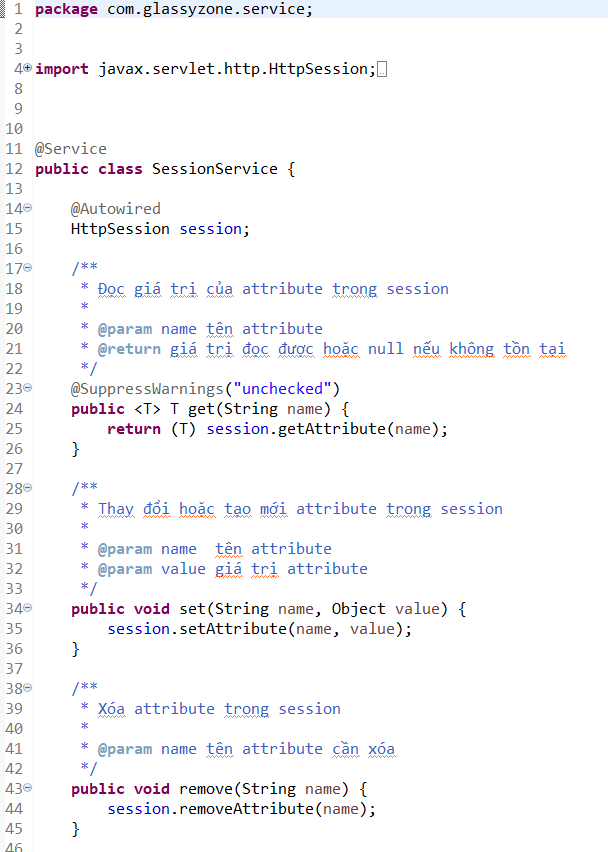 1 package com.glassyzone.service;
2
3
4 import javax.servlet.http.HttpSession;
8
9
10
11 @Service
12 public class SessionService {
13
14 @Autowired
15 HttpSession session;
16
17 /**
18 * Đọc giá trị của attribute trong session
19 *
20 * @param name tên attribute
21 * @return giá trị đọc được hoặc null nếu không tồn tại
22 */
23 @SuppressWarnings("unchecked")
24 public <T> T get(String name) {
25 return (T) session.getAttribute(name);
26 }
27
28 /**
29 * Thay đổi hoặc tạo mới attribute trong session
30 *
31 * @param name  tên attribute
32 * @param value giá trị attribute
33 */
34 public void set(String name, Object value) {
35 session.setAttribute(name, value);
36 }
37
38 /**
39 * Xóa attribute trong session
40 *
41 * @param name tên attribute cần xóa
42 */
43 public void remove(String name) {
44 session.removeAttribute(name);
45 }
46